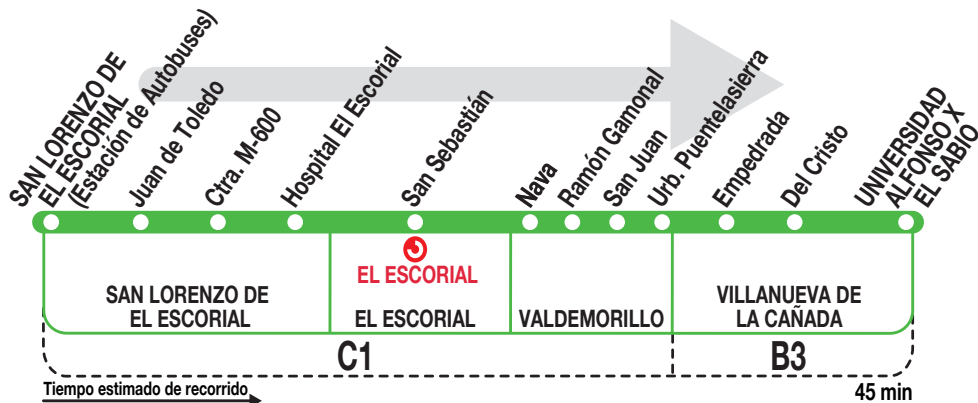 SAN LORENZO DE
EL ESCORIAL
(Estación de Autobuses)
Juan de Toledo
Ctra. M-600
Hospital El Escorial
San Sebastián
Nava
Ramón Gamonal
San Juan
Urb. Puentelasierra
Empedrada
Del Cristo
UNIVERSIDAD
ALFONSO X
EL SABIO
EL ESCORIAL
SAN LORENZO DE
EL ESCORIAL
EL ESCORIAL
VALDEMORILLO
VILLANUEVA DE
LA CAÑADA
C1
B3
Tiempo estimado de recorrido
45 min